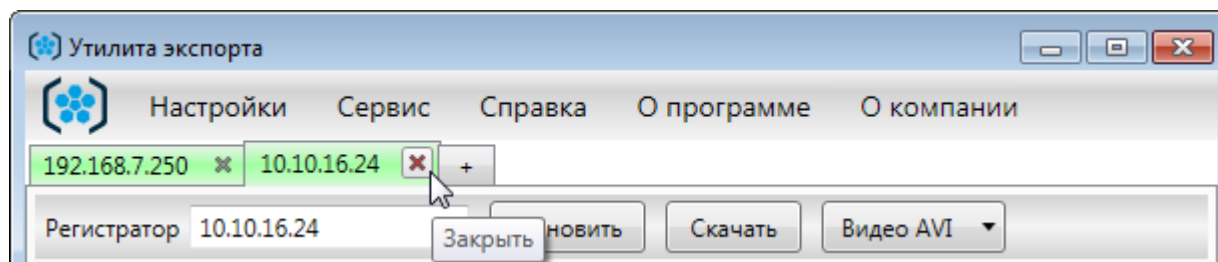 Утилита экспорта
Настройки Сервис Справка О программе О компании
192.168.7.250 10.10.16.24 +
Регистратор 10.10.16.24 новить Скачать Видео AVI
Закрыть